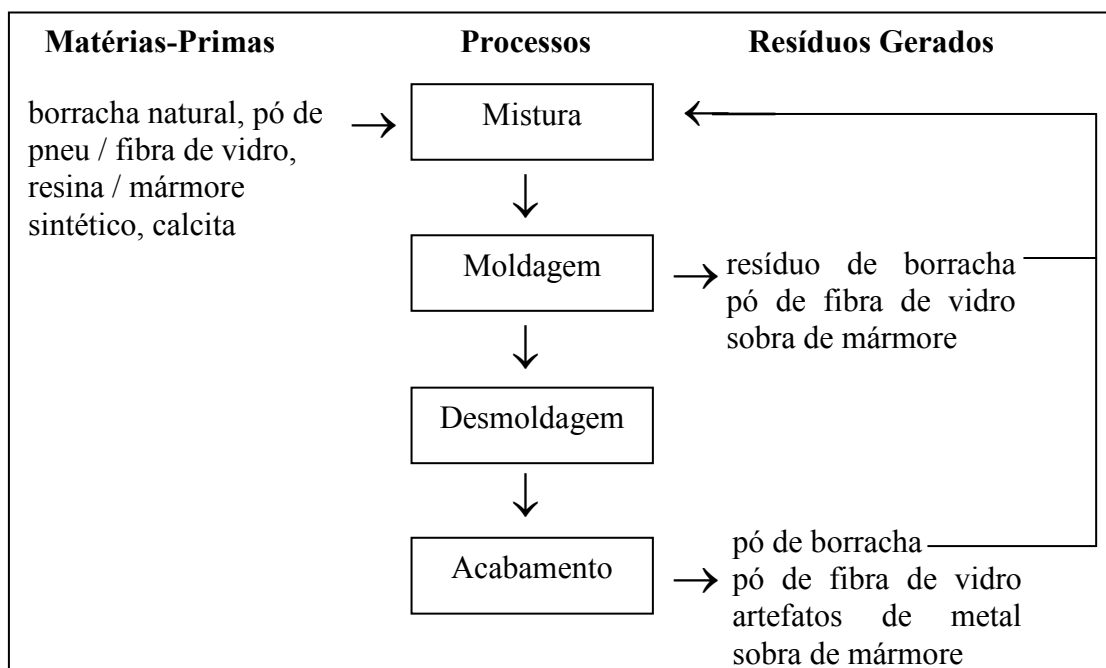 Matérias-Primas
Processos
Resíduos Gerados
borracha natural, pó de
pneu / fibra de vidro,
resina / mármore
sintético, calcita
Mistura
Moldagem
resíduo de borracha
pó de fibra de vidro
sobra de mármore
Desmoldagem
Acabamento
pó de borracha
pó de fibra de vidro
artefatos de metal
sobra de mármore